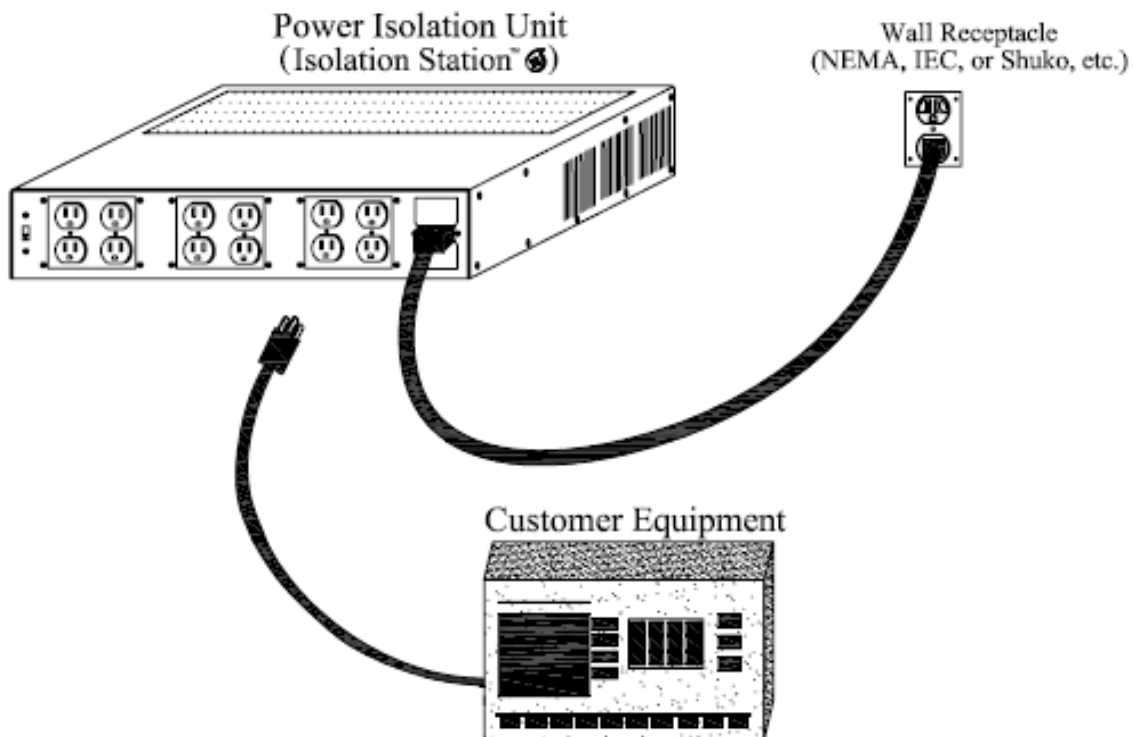 Power Isolation Unit
(Isolation Station™)
Wall Receptacle
(NEMA, IEC, or Shuko, etc.)
Customer Equipment